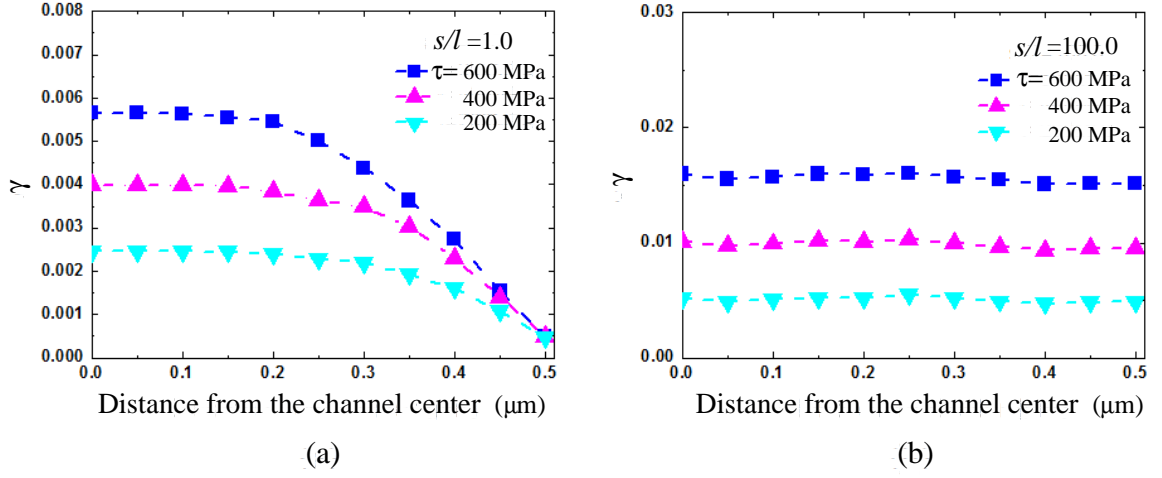 0.008
0.007
0.006
0.005
0.004
0.003
0.002
0.001
0.000
γ
s/l =1.0
τ= 600 MPa
400 MPa
200 MPa
0.0 0.1 0.2 0.3 0.4 0.5
Distance from the channel center (μm)
(a)
0.03
0.02
0.01
0.00
γ
s/l=100.0
τ= 600 MPa
400 MPa
200 MPa
0.0 0.1 0.2 0.3 0.4 0.5
Distance from the channel center (μm)
(b)